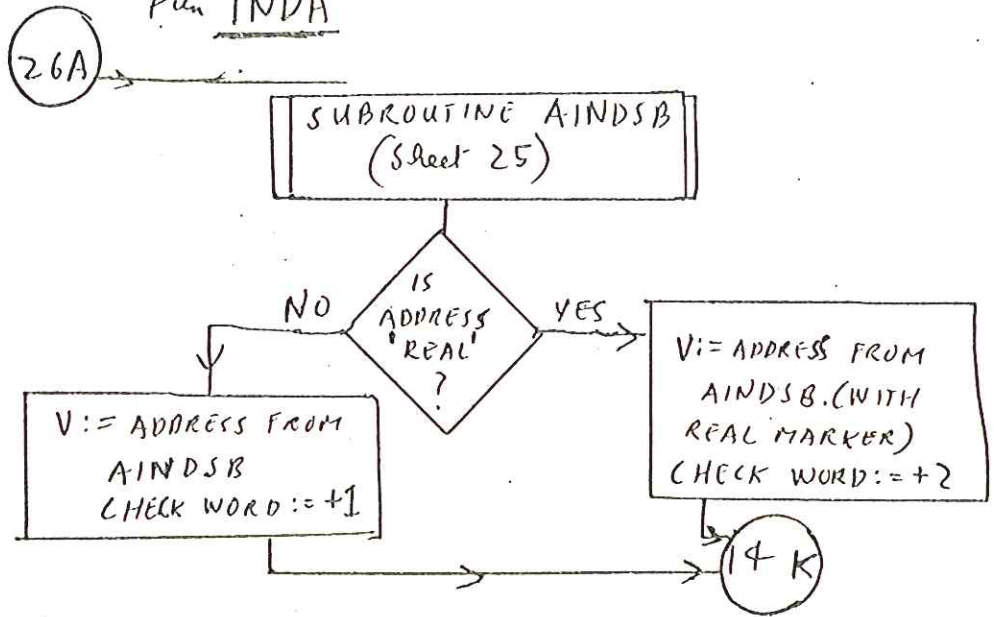 INDA
26A
SUBROUTINE AINDSB
(Sheet 25)
IS
ADDRESS
'REAL'
?
NO
YES
V:= ADDRESS FROM
AINDSB
CHECK WORD:=+1
V:= ADDRESS FROM
AINDSB.(WITH
REAL MARKER)
CHECK WORD:=+2
14 K